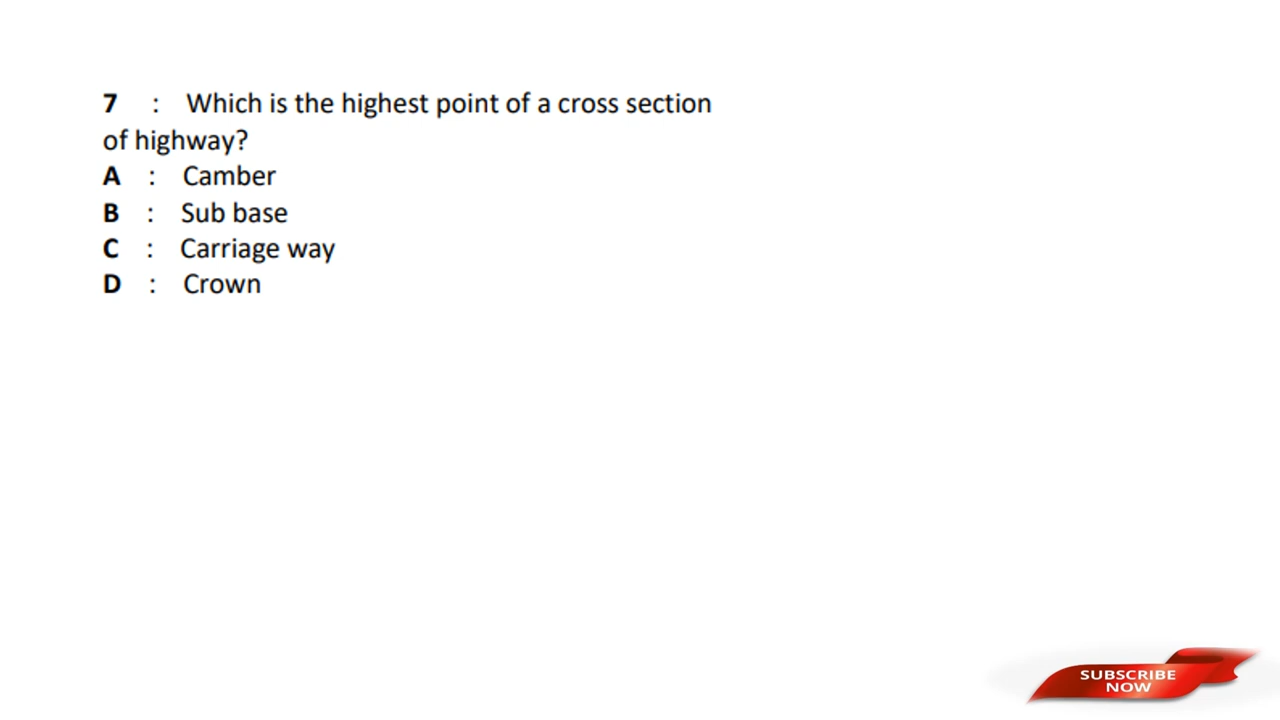 7 : Which is the highest point of a cross section
of highway?
A : Camber
B : Sub base
C : Carriage way
D : Crown
SUBSCRIBE
NOW